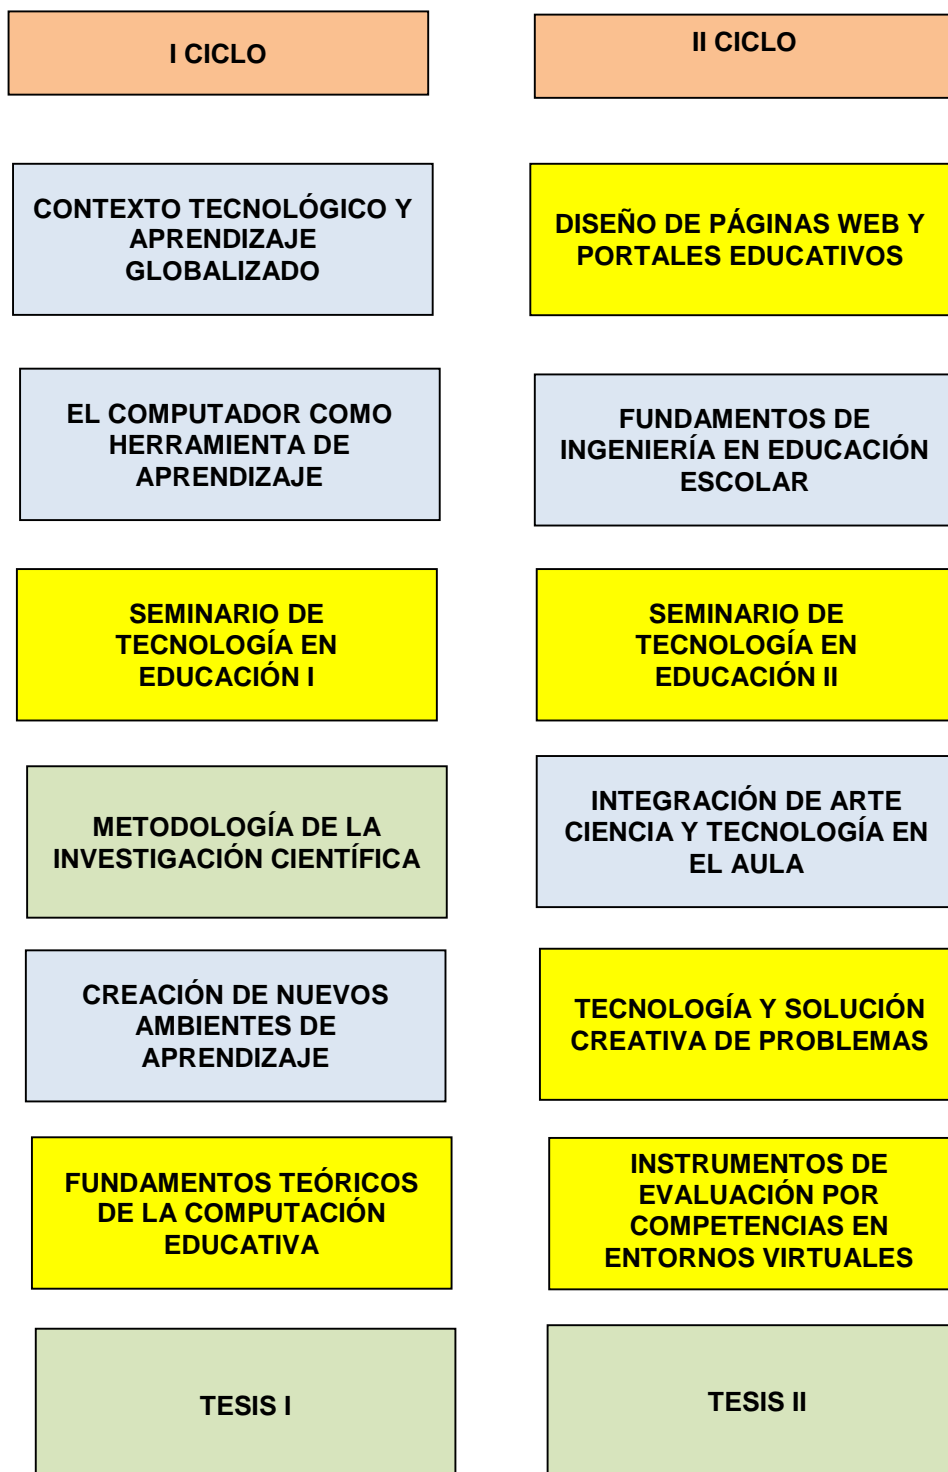 I CICLO
II CICLO
CONTEXTO TECNOLÓGICO Y
APRENDIZAJE
GLOBALIZADO
DISEÑO DE PÁGINAS WEB Y
PORTALES EDUCATIVOS
EL COMPUTADOR COMO
HERRAMIENTA DE
APRENDIZAJE
FUNDAMENTOS DE
INGENIERÍA EN EDUCACIÓN
ESCOLAR
SEMINARIO DE
TECNOLOGÍA EN
EDUCACIÓN I
SEMINARIO DE
TECNOLOGÍA EN
EDUCACIÓN II
METODOLOGÍA DE LA
INVESTIGACIÓN CIENTÍFICA
INTEGRACIÓN DE ARTE
CIENCIA Y TECNOLOGÍA EN
EL AULA
CREACIÓN DE NUEVOS
AMBIENTES DE
APRENDIZAJE
TECNOLOGÍA Y SOLUCIÓN
CREATIVA DE PROBLEMAS
FUNDAMENTOS TEÓRICOS
DE LA COMPUTACIÓN
EDUCATIVA
INSTRUMENTOS DE
EVALUACIÓN POR
COMPETENCIAS EN
ENTORNOS VIRTUALES
TESIS I
TESIS II